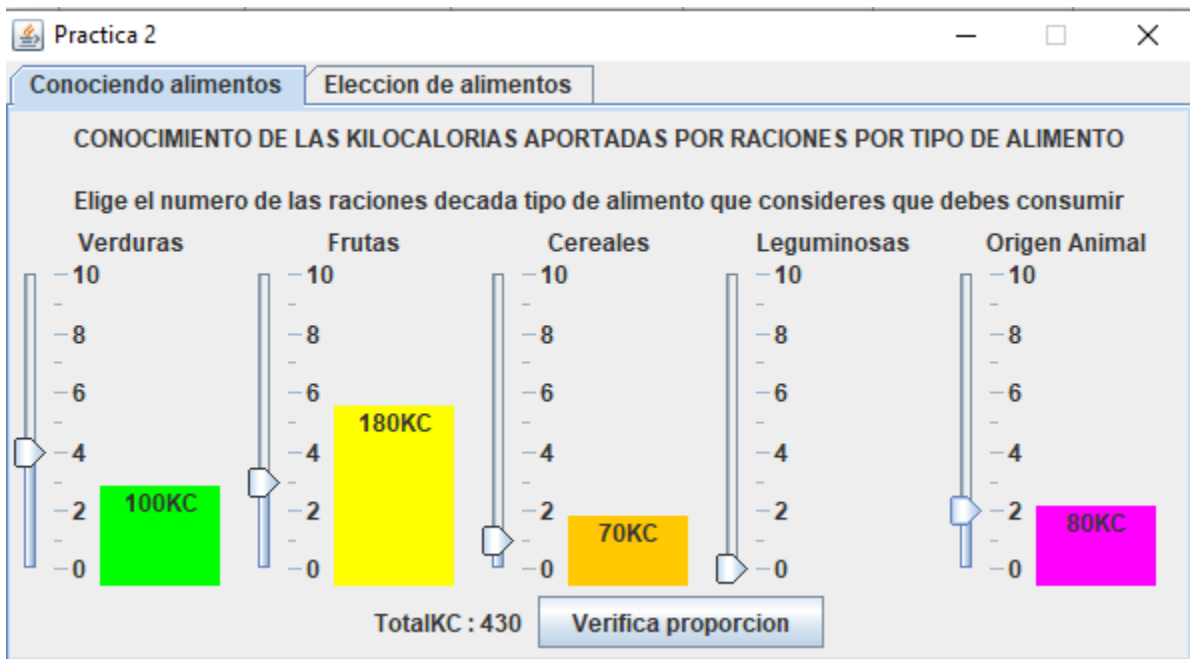 Practica 2
Conociendo alimentos Eleccion de alimentos
CONOCIMIENTO DE LAS KILOCALORIAS APORTADAS POR RACIONES POR TIPO DE ALIMENTO
Elige el numero de las raciones decada tipo de alimento que consideres que debes consumir
Verduras Frutas Cereales Leguminosas Origen Animal
10 10 10 10 10
8 8 8 8 8
6 6 6 6 6
180KC
4 4 4 4 4
100KC
2 2 2 2 2
80KC
70KC
0 0 0 0 0
TotalKC : 430 Verifica proporcion